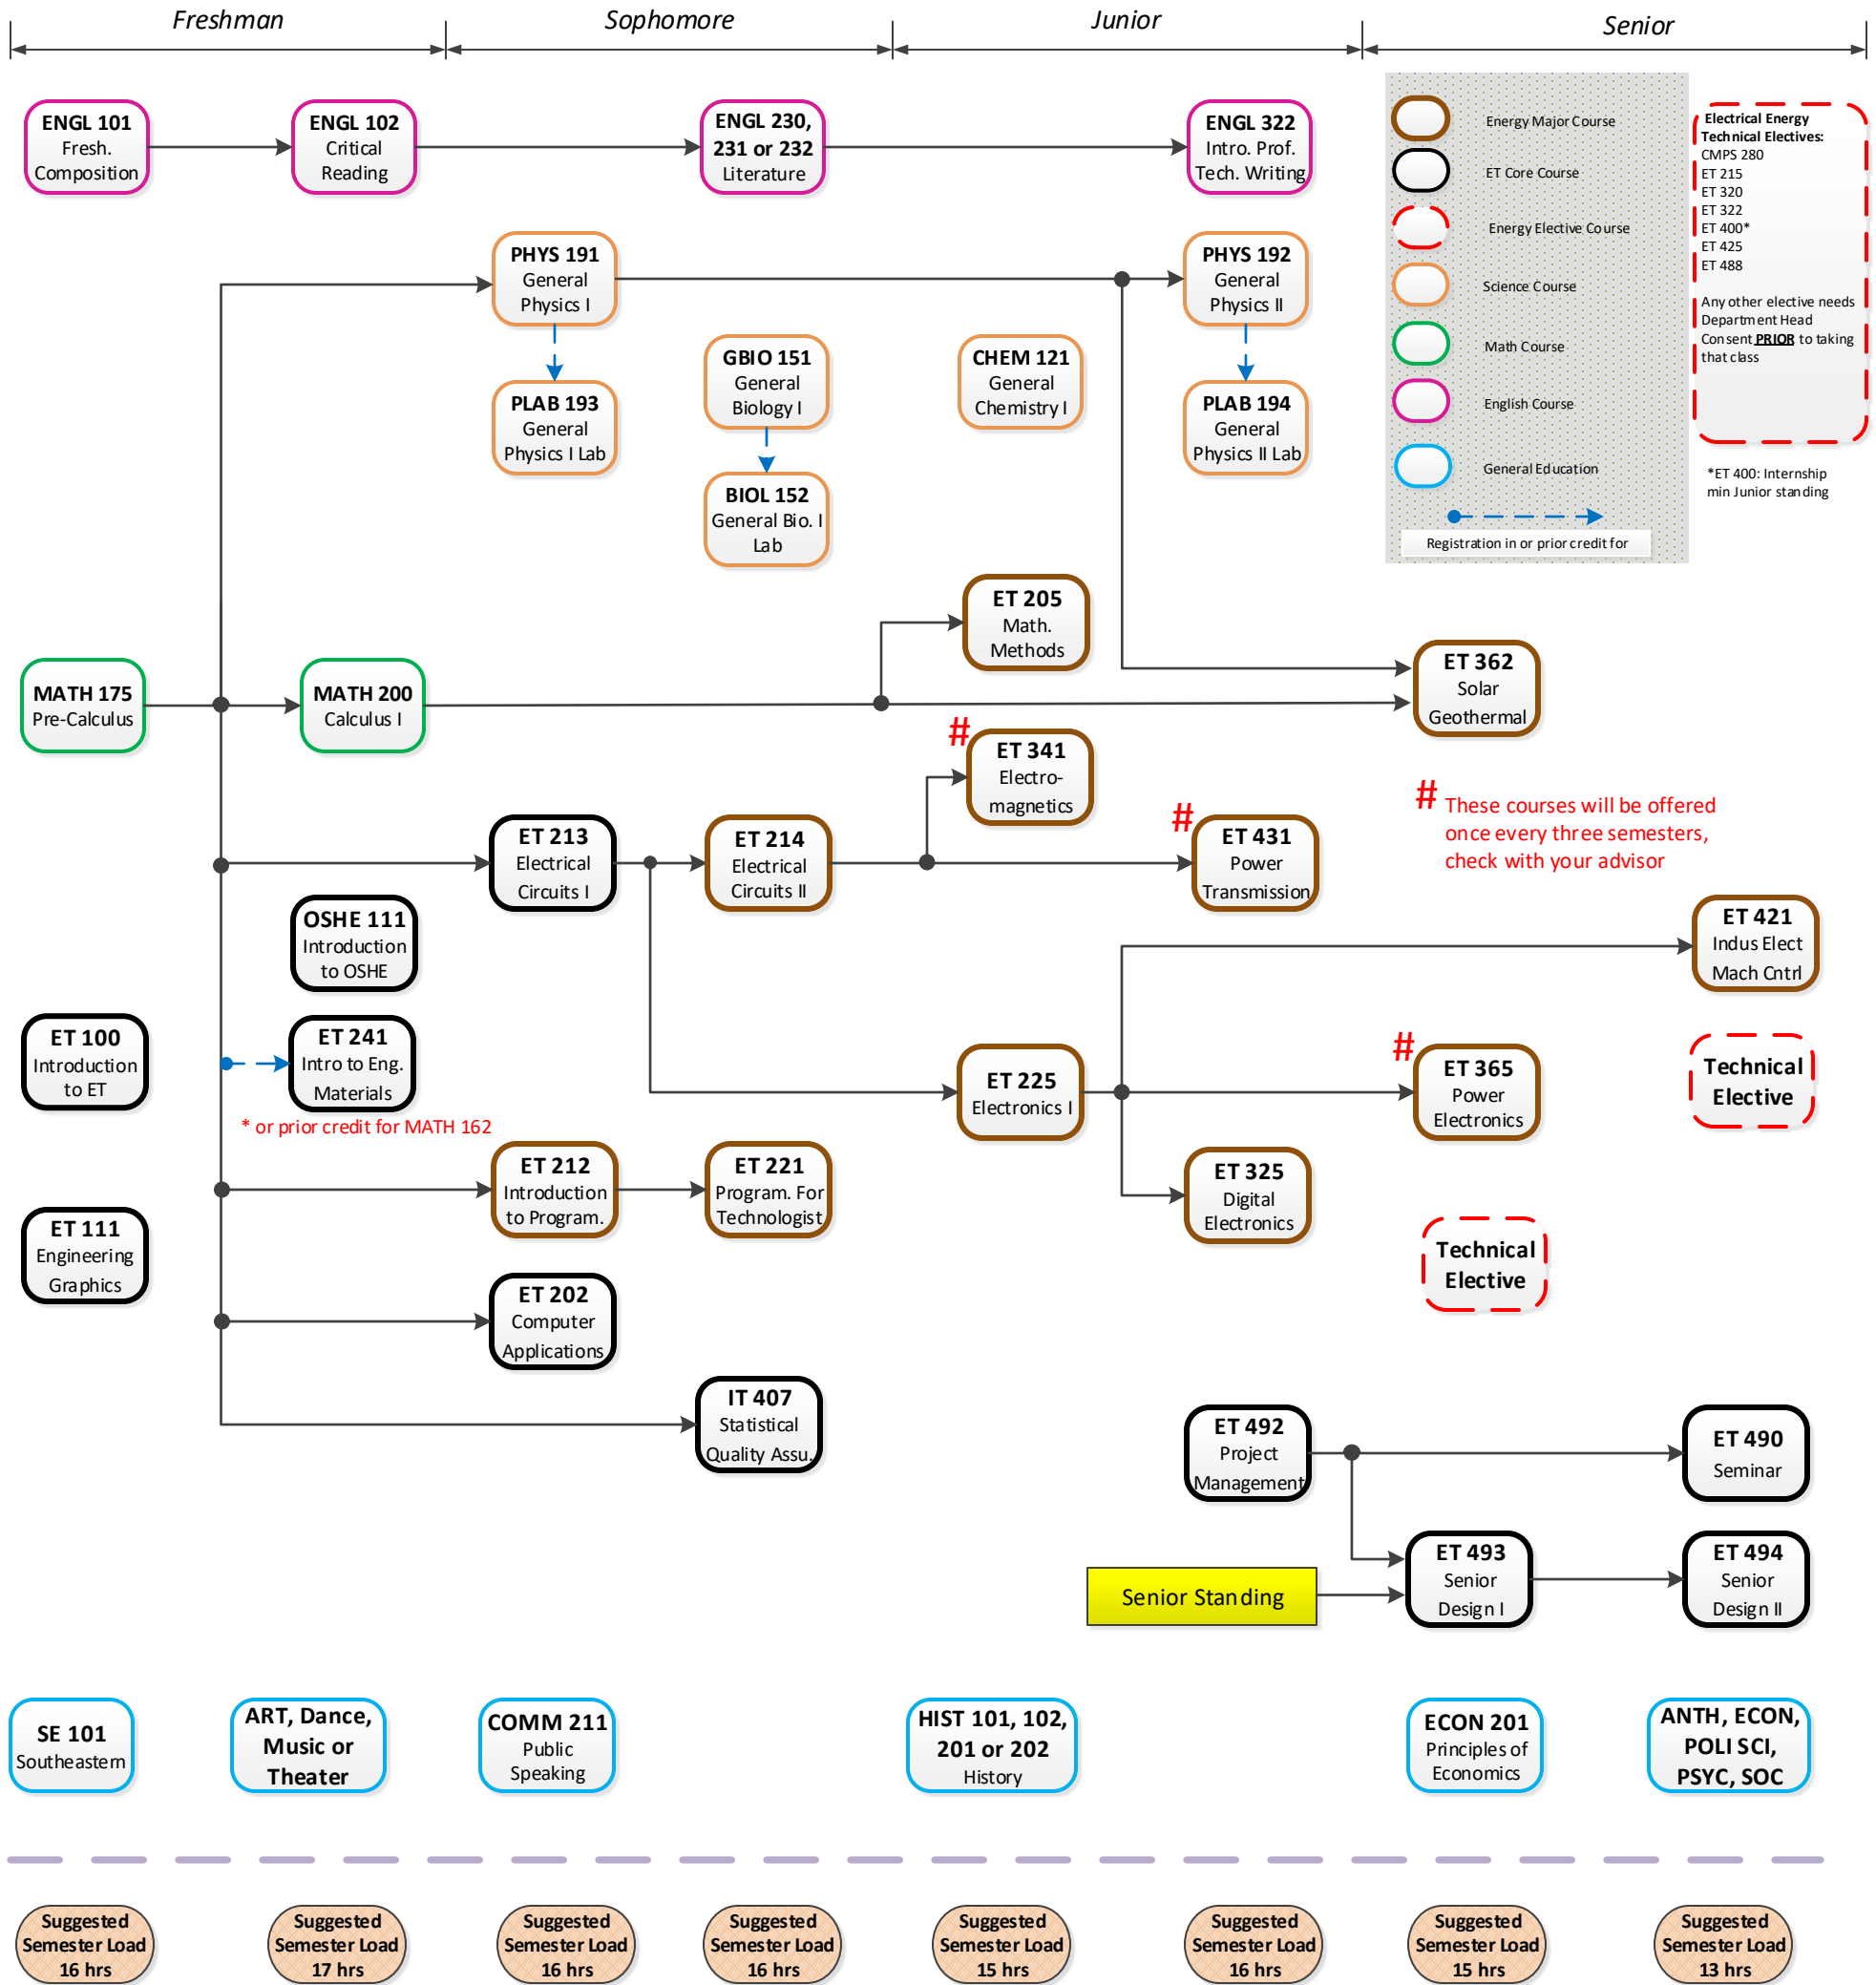 Freshman
Sophomore
Junior
Senior
ENGL 101
Fresh.
Composition
ENGL 102
Critical
Reading
ENGL 230,
231 or 232
Literature
ENGL 322
Intro. Prof.
Tech. Writing
Energy Major Course
ET Core Course
Energy Elective Course
Science Course
Math Course
English Course
General Education
Registration in or prior credit for
Electrical Energy
Technical Electives:
CMPS 280
ET 215
ET 320
ET 322
ET 400*
ET 425
ET 488
Any other elective needs
Department Head
Consent PRIOR to taking
that class
*ET 400: Internship
min Junior standing
PHYS 191
General
Physics I
PHYS 192
General
Physics II
GBIO 151
General
Biology I
CHEM 121
General
Chemistry I
PLAB 193
General
Physics I Lab
PLAB 194
General
Physics II Lab
BIOL 152
General Bio. I
Lab
ET 205
Math.
Methods
MATH 175
Pre-Calculus
MATH 200
Calculus I
ET 362
Solar
Geothermal
#
ET 341
Electro-
magnetics
# These courses will be offered
once every three semesters,
check with your advisor
ET 213
Electrical
Circuits I
ET 214
Electrical
Circuits II
#
ET 431
Power
Transmission
OSHE 111
Introduction
to OSHE
ET 421
Indus Elect
Mach Cntrl
ET 100
Introduction
to ET
ET 241
Intro to Eng.
Materials
* or prior credit for MATH 162
ET 225
Electronics I
#
ET 365
Power
Electronics
Technical
Elective
ET 212
Introduction
to Program.
ET 221
Program. For
Technologist
ET 325
Digital
Electronics
ET 111
Engineering
Graphics
Technical
Elective
ET 202
Computer
Applications
IT 407
Statistical
Quality Assu.
ET 492
Project
Management
ET 490
Seminar
Senior Standing
ET 493
Senior
Design I
ET 494
Senior
Design II
SE 101
Southeastern
ART, Dance,
Music or
Theater
COMM 211
Public
Speaking
HIST 101, 102,
201 or 202
History
ECON 201
Principles of
Economics
ANTH, ECON,
POLI SCI,
PSYC, SOC
Suggested
Semester Load
16 hrs
Suggested
Semester Load
17 hrs
Suggested
Semester Load
16 hrs
Suggested
Semester Load
16 hrs
Suggested
Semester Load
15 hrs
Suggested
Semester Load
16 hrs
Suggested
Semester Load
15 hrs
Suggested
Semester Load
13 hrs